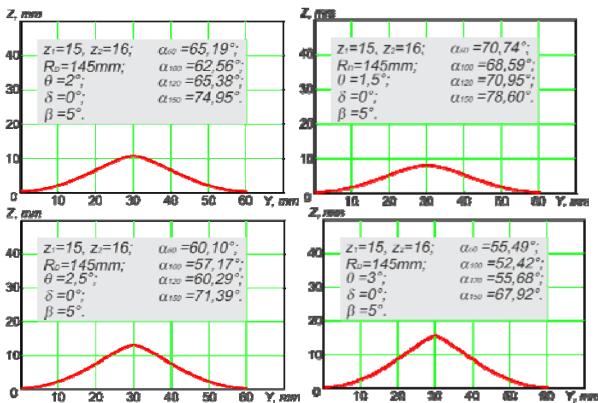 Z, mm
40
30
20
10
0
10 20 30 40 50 60 Y, mm
z₁=15, z₂=16; α₆₀=65,19°;
R_D=145mm; α₁₀₀=62,56°;
θ=2°; α₁₂₀=65,38°;
δ=0°; α₁₅₀=74,95°.
β=5°.
Z, mm
40
30
20
10
0
10 20 30 40 50 60 Y, mm
z₁=15, z₂=16; α₆₀=70,74°;
R_D=145mm; α₁₀₀=68,59°;
θ=1,5°; α₁₂₀=70,95°;
δ=0°; α₁₅₀=78,60°.
β=5°.
Z, mm
40
30
20
10
0
10 20 30 40 50 60 Y, mm
z₁=15, z₂=16; α₆₀=60,10°;
R_D=145mm; α₁₀₀=57,17°;
θ=2,5°; α₁₂₀=60,29°;
δ=0°; α₁₅₀=71,39°.
β=5°.
Z, mm
40
30
20
10
0
10 20 30 40 50 60 Y, mm
z₁=15, z₂=16; α₆₀=55,49°;
R_D=145mm; α₁₀₀=52,42°;
θ=3°; α₁₂₀=55,68°;
δ=0°; α₁₅₀=67,92°.
β=5°.